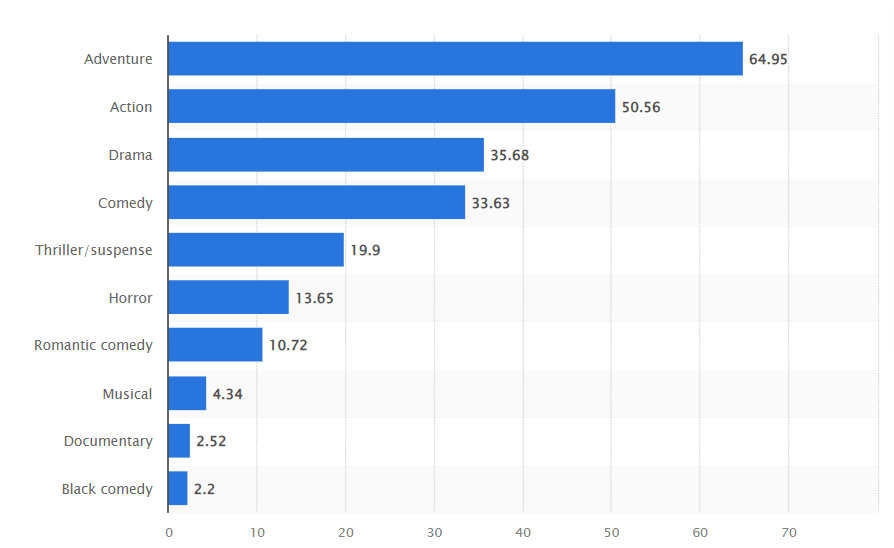 Adventure 64.95
Action 50.56
Drama 35.68
Comedy 33.63
Thriller/suspense 19.9
Horror 13.65
Romantic comedy 10.72
Musical 4.34
Documentary 2.52
Black comedy 2.2
0 10 20 30 40 50 60 70